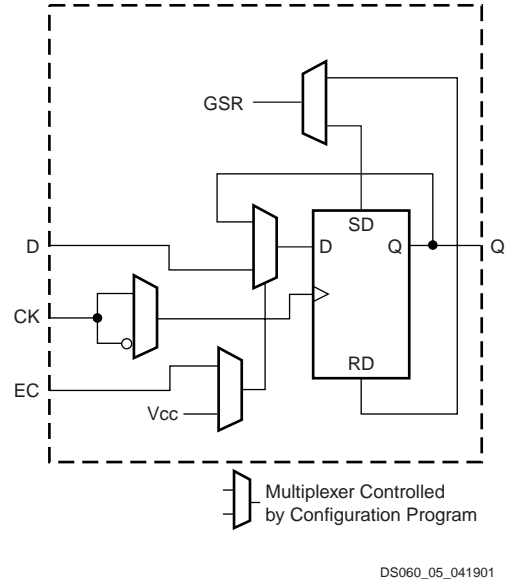 GSR
SD
D
D
Q
Q
CK
RD
EC
Vcc
Multiplexer Controlled
by Configuration Program
DS060_05_041901